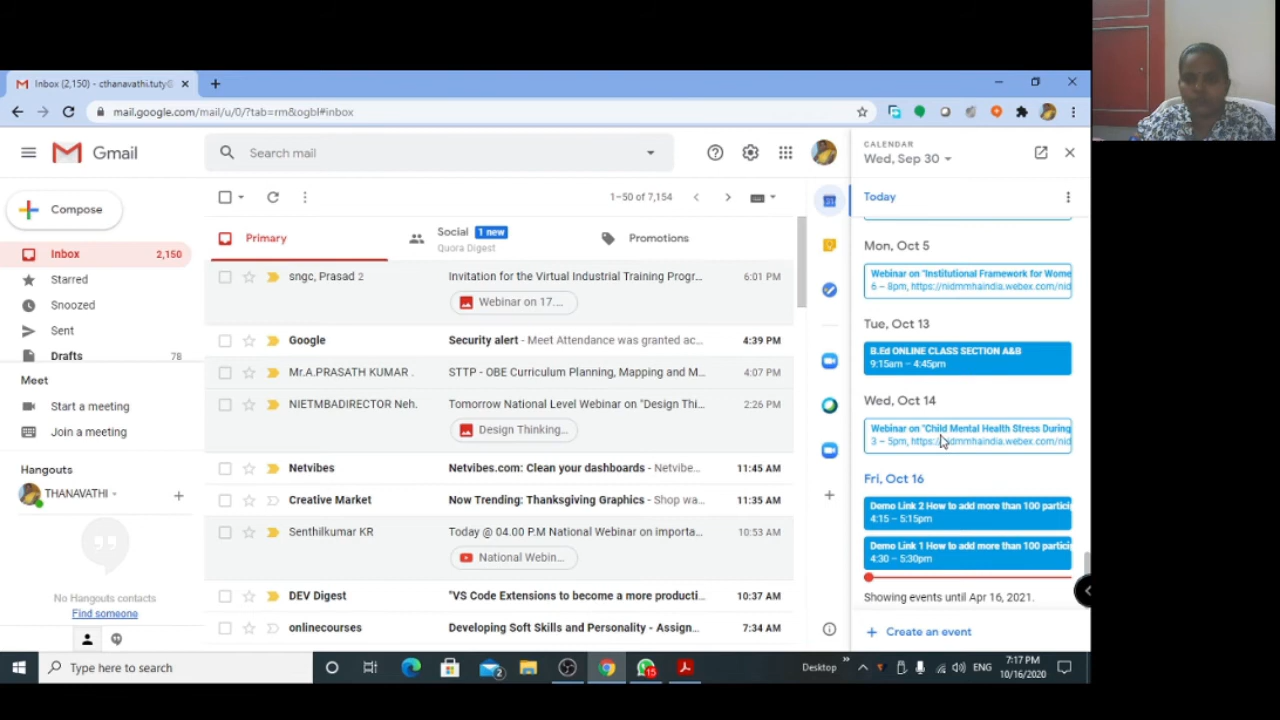 Inbox (2,150) - cthanavathi.tuty@
mail.google.com/mail/u/0/?tab=rm&ogbl#inbox
Gmail
Search mail
CALENDAR
Wed, Sep 30
Compose
1–50 of 7,154
Today
Inbox 2,150
Starred
Snoozed
Sent
Drafts 78
Meet
Start a meeting
Join a meeting
Hangouts
THANAVATHI
No Hangouts contacts
Find someone
Primary
Social 1 new
Quora Digest
Promotions
sngc, Prasad 2 Invitation for the Virtual Industrial Training Progr... 6:01 PM
Webinar on 17....
Google Security alert - Meet Attendance was granted ac... 4:39 PM
Mr.A.PRASATH KUMAR . STTP - OBE Curriculum Planning, Mapping and M... 4:07 PM
NIETMBADIRECTOR Neh. Tomorrow National Level Webinar on "Design Thi... 2:26 PM
Design Thinking...
Netvibes Netvibes.com: Clean your dashboards - Netvibe... 11:45 AM
Creative Market Now Trending: Thanksgiving Graphics - Shop wa... 11:35 AM
Senthilkumar KR Today @ 04.00 P.M National Webinar on importa... 10:53 AM
National Webin...
DEV Digest "VS Code Extensions to become a more producti... 10:37 AM
onlinecourses Developing Soft Skills and Personality - Assign... 7:34 AM
Mon, Oct 5
Webinar on "Institutional Framework for Wome
6 – 8pm, https://nidmmhaindia.webex.com/nid
Tue, Oct 13
B.Ed ONLINE CLASS SECTION A&B
9:15am – 4:45pm
Wed, Oct 14
Webinar on "Child Mental Health Stress During
3 – 5pm, https://nidmmhaindia.webex.com/nid
Fri, Oct 16
Demo Link 2 How to add more than 100 particip
4:15 – 5:15pm
Demo Link 1 How to add more than 100 particip
4:30 – 5:30pm
Showing events until Apr 16, 2021.
Create an event
Type here to search
2
15
Desktop
ENG
7:17 PM
10/16/2020